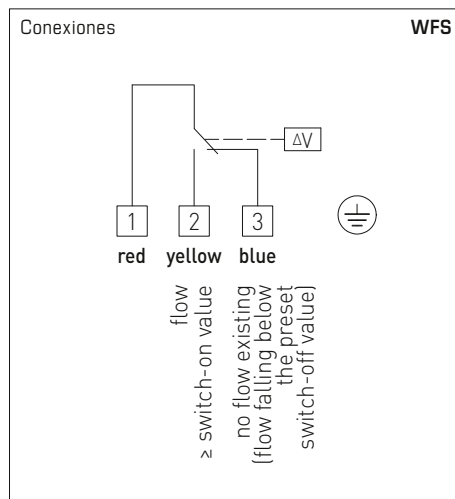 Conexiones WFS
ΔV
1 2 3
red yellow blue
flow
≥ switch-on value
no flow existing
(flow falling below
the preset
switch-off value)